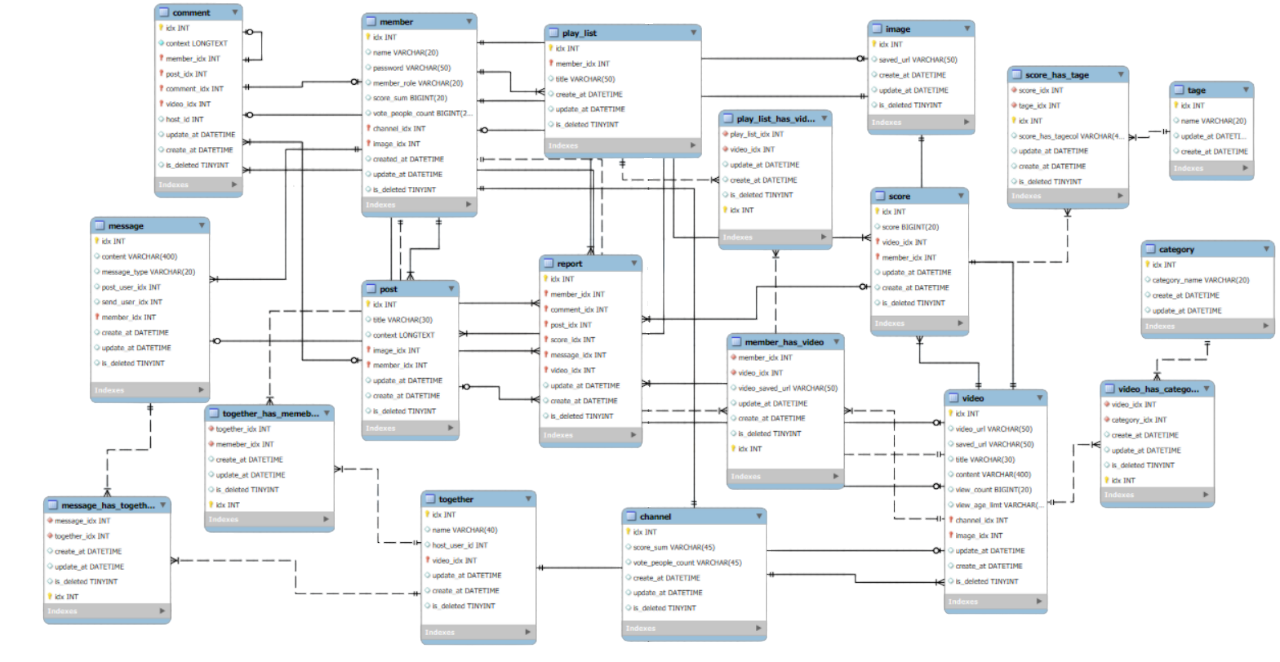 comment
idx INT
context LONGTEXT
member_idx INT
post_idx INT
comment_idx INT
video_idx INT
host_id INT
update_at DATETIME
create_at DATETIME
is_deleted TINYINT
Indexes
member
idx INT
name VARCHAR(20)
password VARCHAR(50)
member_role VARCHAR(20)
score_sum BIGINT(20)
vote_people_count BIGINT(2...
channel_idx INT
image_idx INT
created_at DATETIME
update_at DATETIME
is_deleted TINYINT
Indexes
play_list
idx INT
member_idx INT
title VARCHAR(50)
create_at DATETIME
update_at DATETIME
is_deleted TINYINT
Indexes
image
idx INT
saved_url VARCHAR(50)
create_at DATETIME
update_at DATETIME
is_deleted TINYINT
Indexes
score_has_tage
score_idx INT
tage_idx INT
idx INT
score_has_tagecol VARCHAR(4...
update_at DATETIME
create_at DATETIME
is_deleted TINYINT
Indexes
tage
idx INT
name VARCHAR(20)
update_at DATETI...
create_at DATETIME
Indexes
play_list_has_vid...
play_list_idx INT
video_idx INT
update_at DATETIME
create_at DATETIME
is_deleted TINYINT
idx INT
Indexes
score
idx INT
score BIGINT(20)
video_idx INT
member_idx INT
update_at DATETIME
create_at DATETIME
is_deleted TINYINT
Indexes
message
idx INT
content VARCHAR(400)
message_type VARCHAR(20)
post_user_idx INT
send_user_idx INT
member_idx INT
create_at DATETIME
update_at DATETIME
is_deleted TINYINT
Indexes
post
idx INT
title VARCHAR(30)
context LONGTEXT
image_idx INT
member_idx INT
update_at DATETIME
create_at DATETIME
is_deleted TINYINT
Indexes
report
idx INT
member_idx INT
comment_idx INT
post_idx INT
score_idx INT
message_idx INT
video_idx INT
update_at DATETIME
create_at DATETIME
is_deleted TINYINT
Indexes
category
idx INT
category_name VARCHAR(20)
create_at DATETIME
update_at DATETIME
Indexes
member_has_video
member_idx INT
video_idx INT
video_saved_url VARCHAR(50)
update_at DATETIME
create_at DATETIME
is_deleted TINYINT
idx INT
Indexes
video
idx INT
video_url VARCHAR(50)
saved_url VARCHAR(50)
title VARCHAR(30)
content VARCHAR(400)
view_count BIGINT(20)
view_age_limt VARCHAR(...
channel_idx INT
image_idx INT
update_at DATETIME
create_at DATETIME
is_deleted TINYINT
Indexes
video_has_catego...
video_idx INT
category_idx INT
create_at DATETIME
update_at DATETIME
is_deleted TINYINT
idx INT
Indexes
together_has_memeb...
together_idx INT
memeber_idx INT
create_at DATETIME
update_at DATETIME
is_deleted TINYINT
idx INT
Indexes
message_has_togeth...
message_idx INT
together_idx INT
create_at DATETIME
update_at DATETIME
is_deleted TINYINT
idx INT
Indexes
together
idx INT
name VARCHAR(40)
host_user_id INT
video_idx INT
update_at DATETIME
create_at DATETIME
is_deleted TINYINT
Indexes
channel
idx INT
score_sum VARCHAR(45)
vote_people_count VARCHAR(45)
create_at DATETIME
update_at DATETIME
is_deleted TINYINT
Indexes